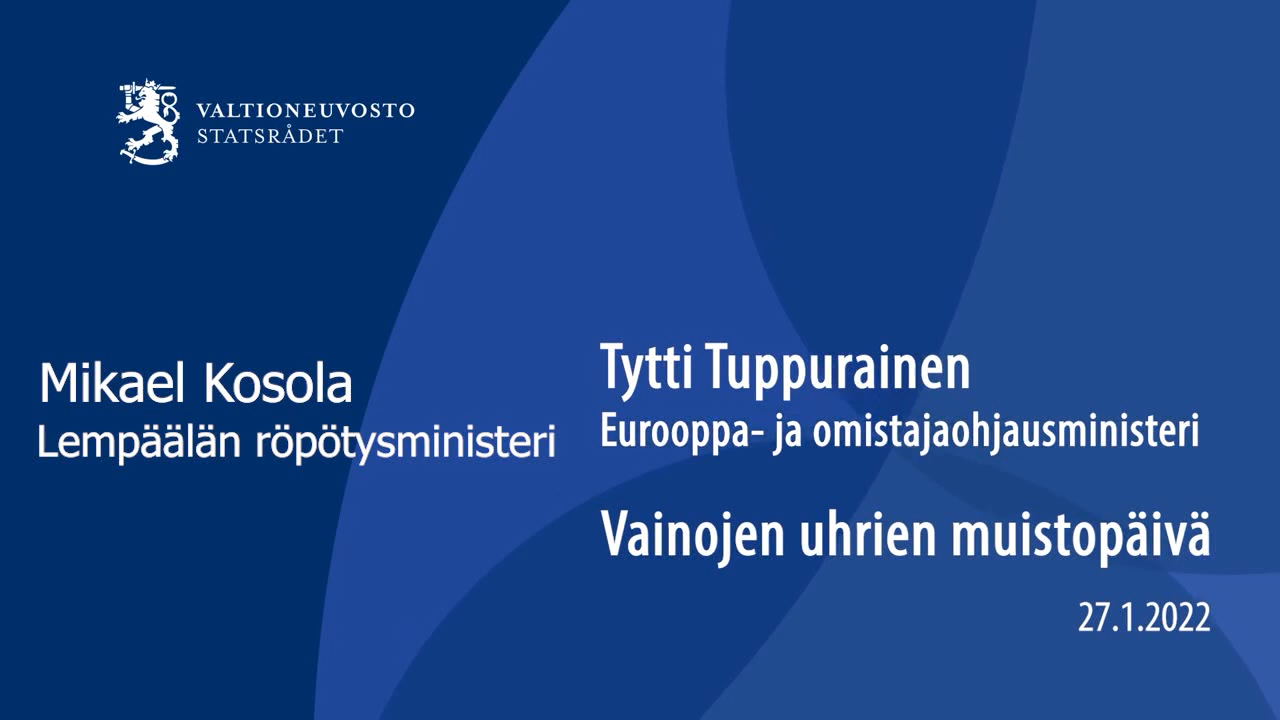 VALTIONEUVOSTO
STATSRÅDET
Mikael Kosola
Lempäälän röpötysministeri
Tytti Tuppurainen
Eurooppa- ja omistajaohjausministeri
Vainojen uhrien muistopäivä
27.1.2022